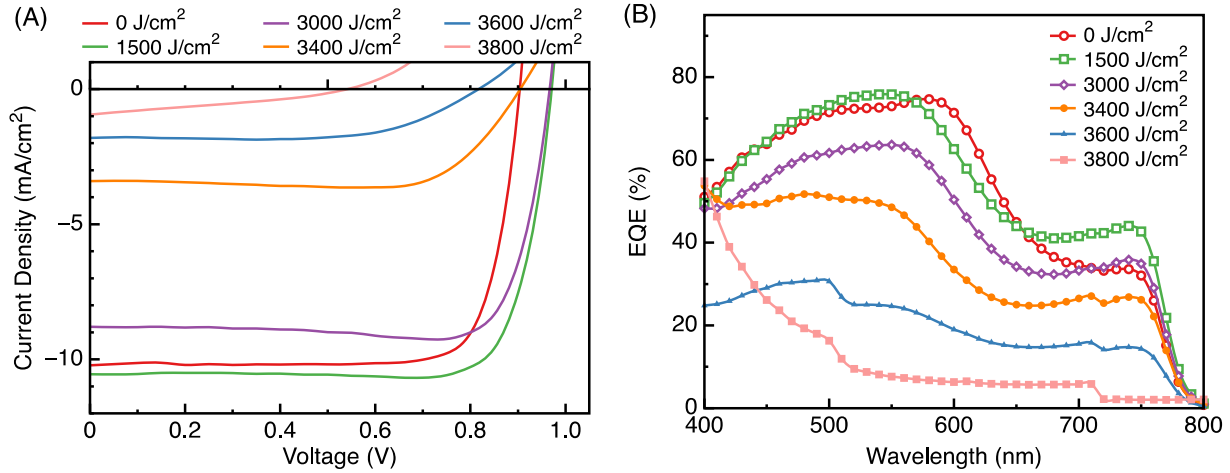 (A)
0 J/cm²
3000 J/cm²
3600 J/cm²
1500 J/cm²
3400 J/cm²
3800 J/cm²
Current Density (mA/cm²)
0
−5
−10
0
0.2
0.4
0.6
0.8
1.0
Voltage (V)
(B)
0 J/cm²
1500 J/cm²
3000 J/cm²
3400 J/cm²
3600 J/cm²
3800 J/cm²
EQE (%)
80
60
40
20
0
400
500
600
700
800
Wavelength (nm)